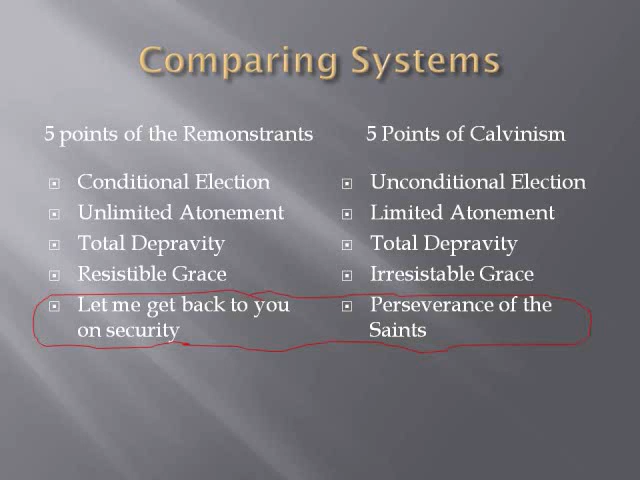 Comparing Systems
5 points of the Remonstrants
Conditional Election
Unlimited Atonement
Total Depravity
Resistible Grace
Let me get back to you
on security
5 Points of Calvinism
Unconditional Election
Limited Atonement
Total Depravity
Irresistable Grace
Perseverance of the
Saints